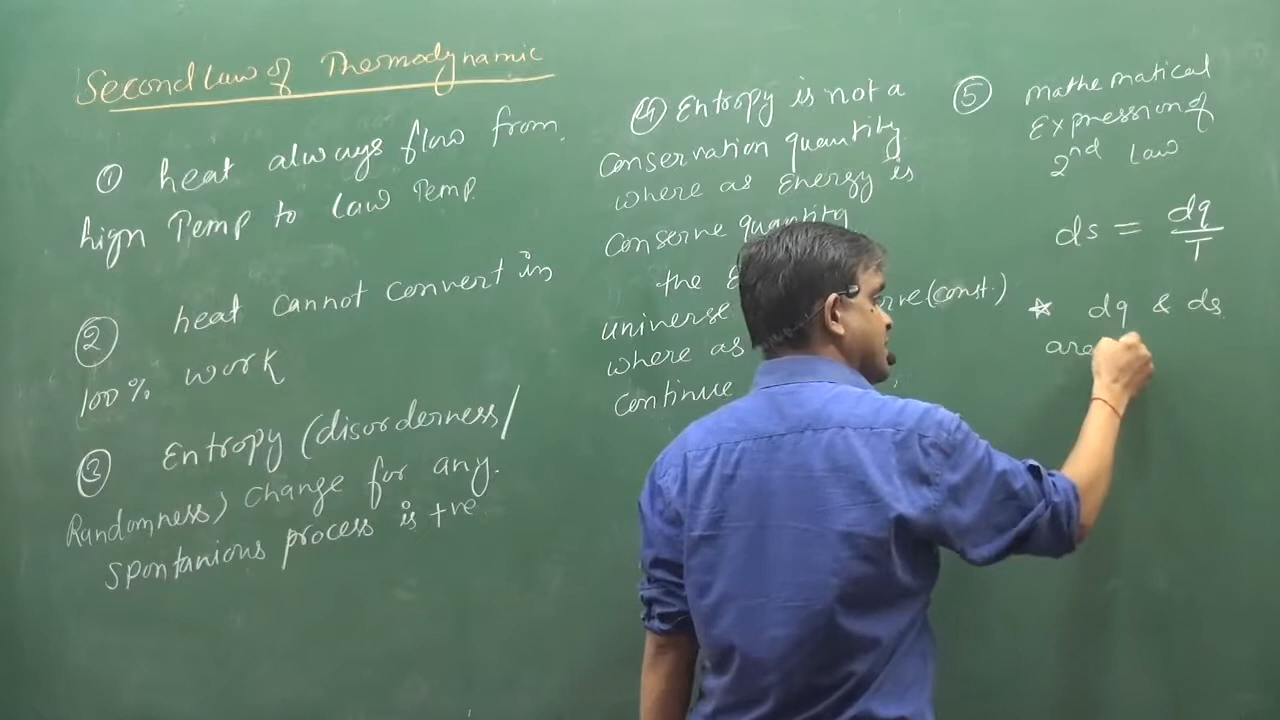 Second Law of Thermodynamic
① heat always flow from
high Temp to Law Temp.
② heat cannot convert in
100% work
③ Entropy (disorderness/
Randomness) change for any.
spontanious process is +ve
④ Entropy is not a
conservation quantity
where as Energy is
conserve quantity
the
universe (const.)
where as
continue
⑤ mathematical
Expression of
2nd Law
ds = dq/T
* dq & ds
are